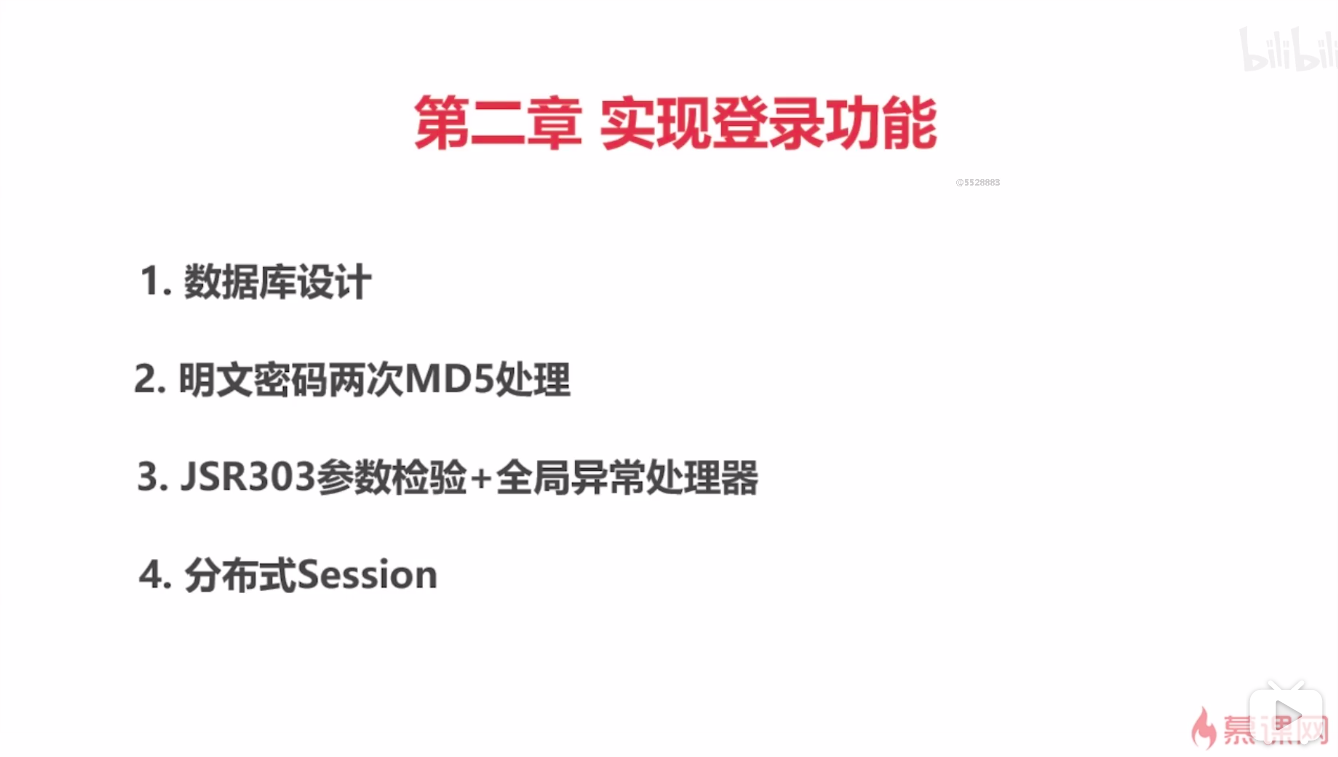 bilibili
第二章 实现登录功能
©5528883
1. 数据库设计
2. 明文密码两次MD5处理
3. JSR303参数检验+全局异常处理器
4. 分布式Session
慕课网